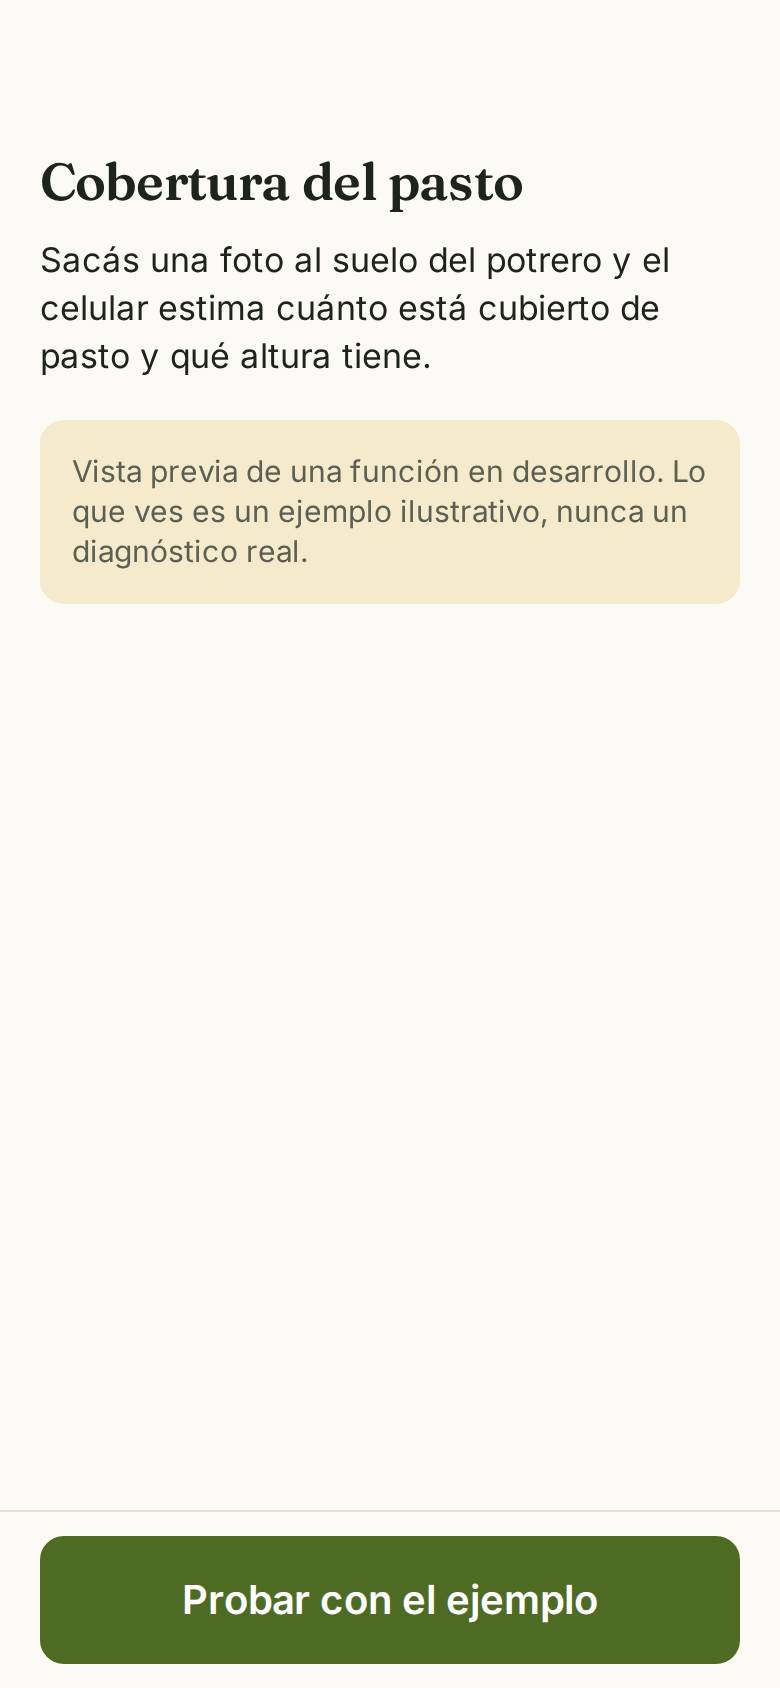 Cobertura del pasto
Sacás una foto al suelo del potrero y el
celular estima cuánto está cubierto de
pasto y qué altura tiene.
Vista previa de una función en desarrollo. Lo
que ves es un ejemplo ilustrativo, nunca un
diagnóstico real.
Probar con el ejemplo